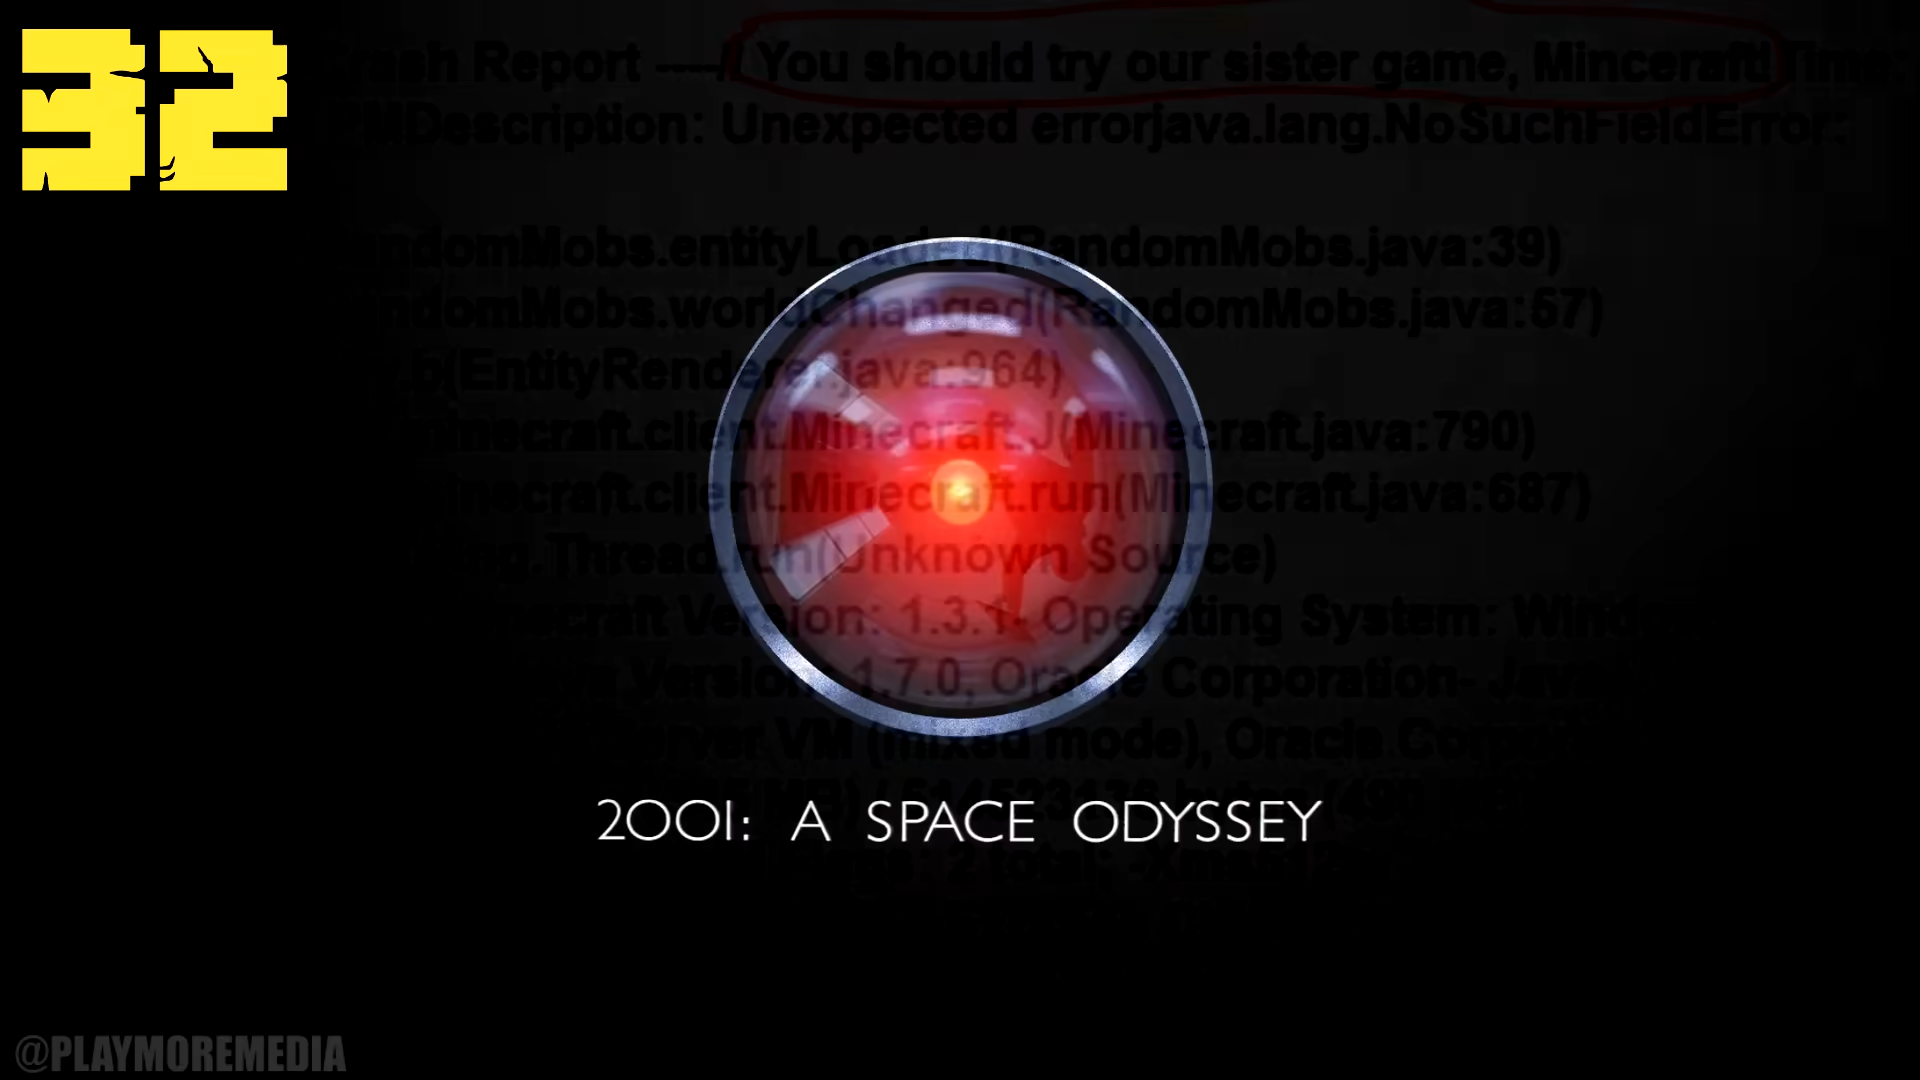 32
Crash Report ---// You should try our sister game, Minceraft! Time:
Description: Unexpected errorjava.lang.NoSuchFieldError:
RandomMobs.entityLoaded(RandomMobs.java:39)
RandomMobs.worldChanged(RandomMobs.java:57)
.b(EntityRenderer.java:964)
minecraft.client.Minecraft.J(Minecraft.java:790)
minecraft.client.Minecraft.run(Minecraft.java:687)
.Thread.run(Unknown Source)
Version: 1.3.1- Operating System:
Version: 1.7.0, Oracle Corporation- Java
VM (mixed mode), Oracle
2001: A SPACE ODYSSEY
2 total;
@PLAYMOREMEDIA